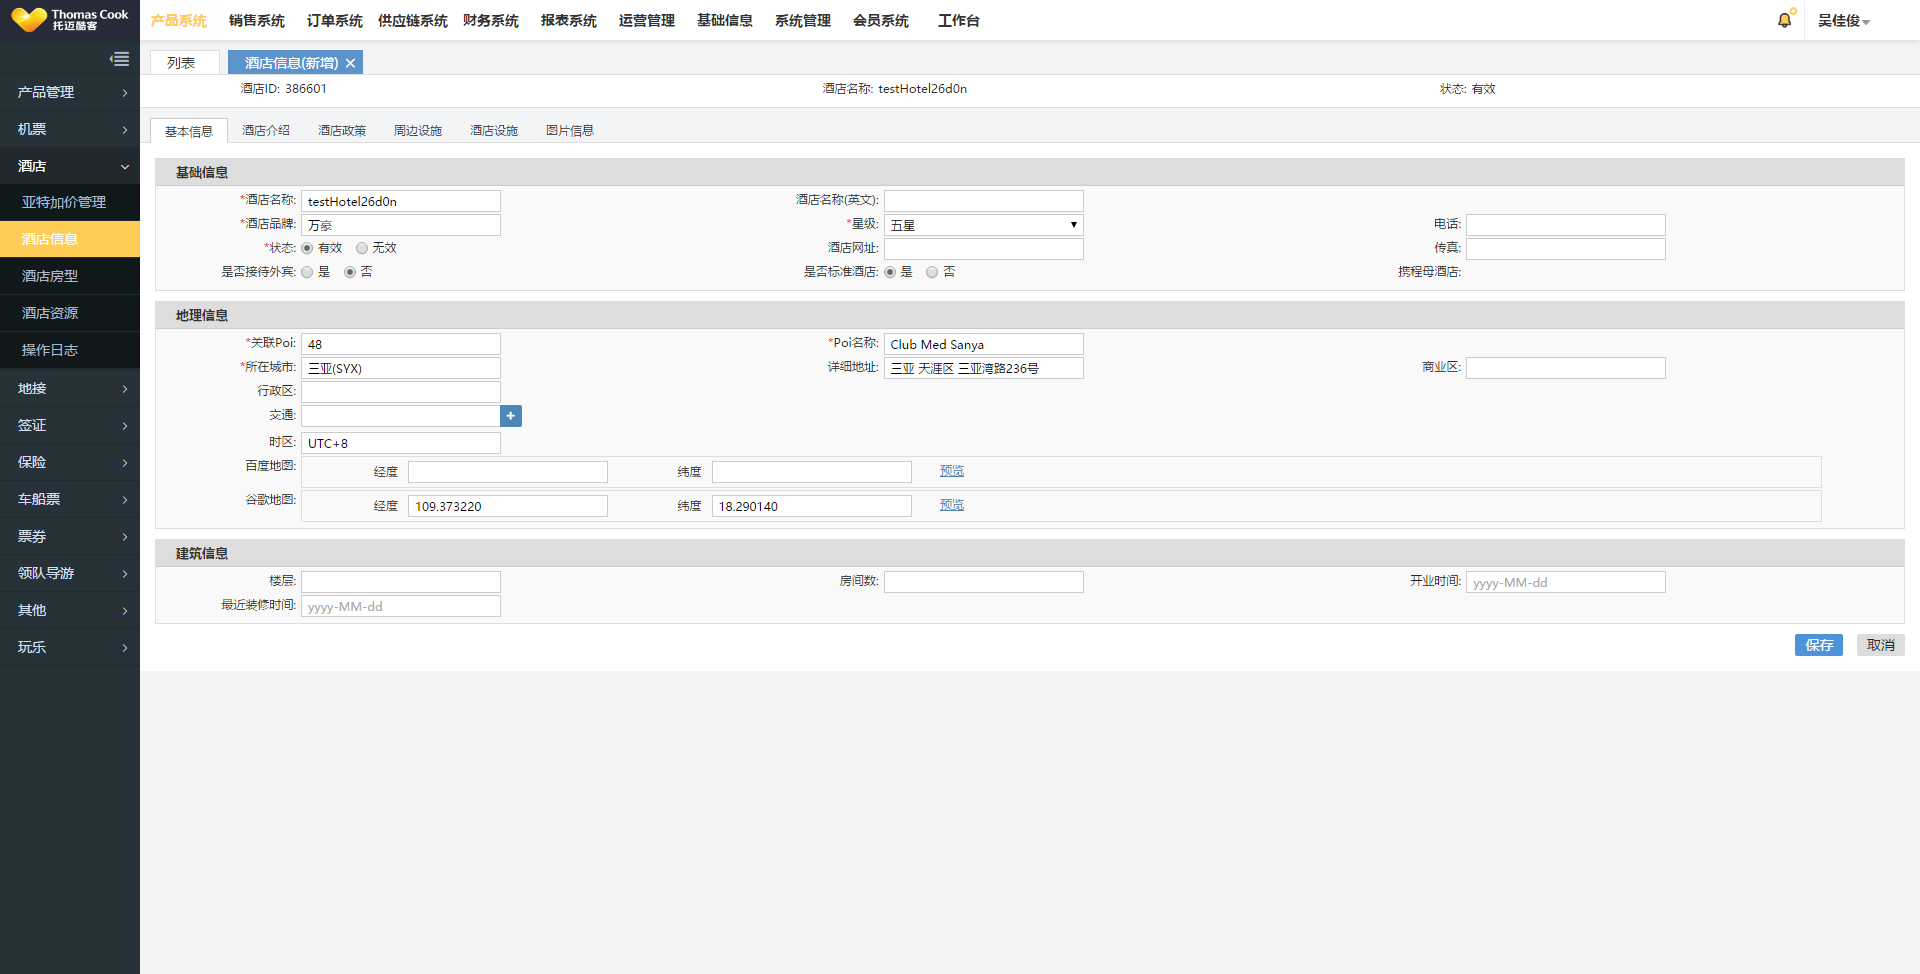 Thomas Cook
托迈酷客
产品系统 销售系统 订单系统 供应链系统 财务系统 报表系统 运营管理 基础信息 系统管理 会员系统 工作台 吴佳俊
产品管理
机票
酒店
亚特加价管理
酒店信息
酒店房型
酒店资源
操作日志
地接
签证
保险
车船票
票券
领队导游
其他
玩乐
列表 酒店信息(新增) ×
酒店ID: 386601 酒店名称: testHotel26d0n 状态: 有效
基本信息 酒店介绍 酒店政策 周边设施 酒店设施 图片信息
基础信息
*酒店名称: testHotel26d0n 酒店名称(英文):
*酒店品牌: 万豪 *星级: 五星 电话:
*状态: 有效 无效 酒店网址: 传真:
是否接待外宾: 是 否 是否标准酒店: 是 否 携程母酒店:
地理信息
*关联Poi: 48 *Poi名称: Club Med Sanya
*所在城市: 三亚(SYX) 详细地址: 三亚 天涯区 三亚湾路236号 商业区:
行政区:
交通: +
时区: UTC+8
百度地图: 经度 纬度 预览
谷歌地图: 经度 109.373220 纬度 18.290140 预览
建筑信息
楼层: 房间数: 开业时间: yyyy-MM-dd
最近装修时间: yyyy-MM-dd
保存 取消